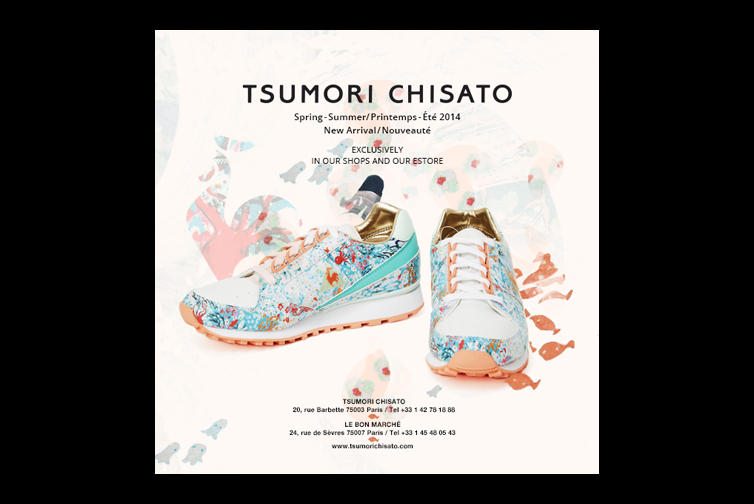 TSUMORI CHISATO
Spring-Summer/Printemps-Été 2014
New Arrival/Nouveauté
EXCLUSIVELY
IN OUR SHOPS AND OUR ESTORE
TSUMORI CHISATO
20, rue Barbette 75003 Paris / Tel +33 1 42 78 18 88
LE BON MARCHÉ
24, rue de Sèvres 75007 Paris / Tel +33 1 45 48 05 43
www.tsumorichisato.com